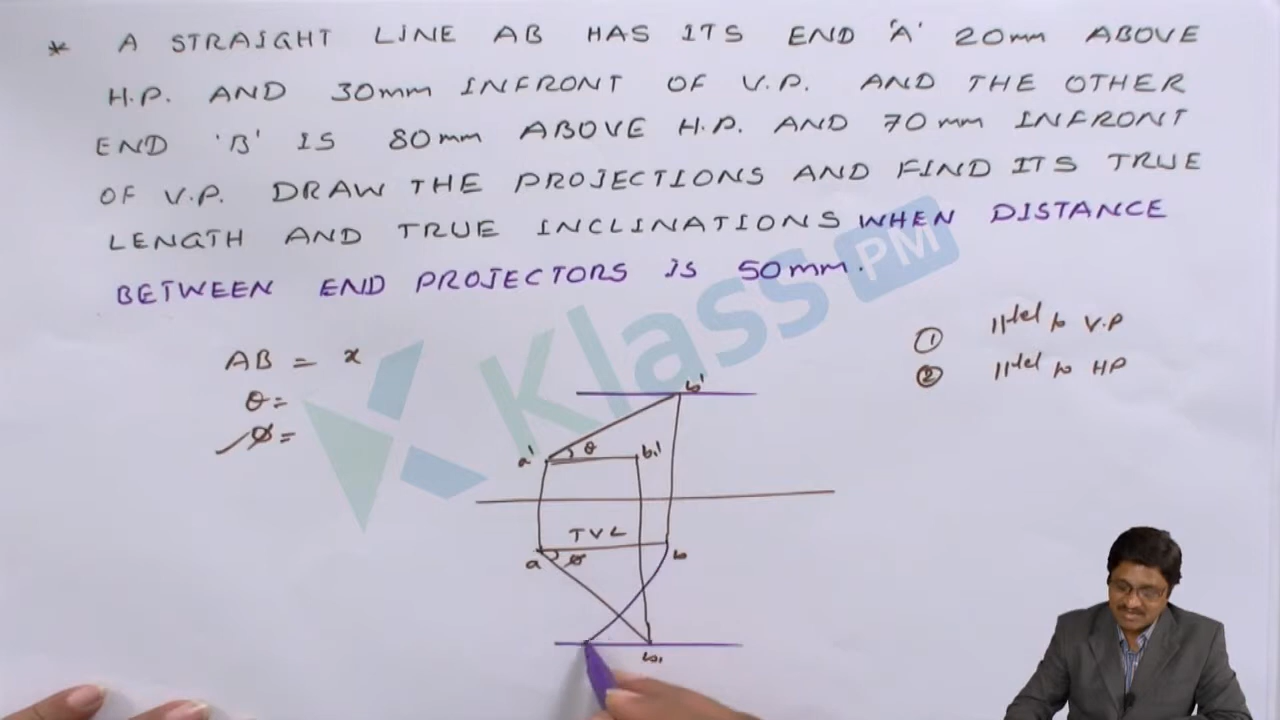 * A STRAIGHT LINE AB HAS ITS END 'A' 20mm ABOVE
H.P. AND 30mm INFRONT OF V.P. AND THE OTHER
END 'B' IS 80mm ABOVE H.P. AND 70mm INFRONT
OF V.P. DRAW THE PROJECTIONS AND FIND ITS TRUE
LENGTH AND TRUE INCLINATIONS WHEN DISTANCE
BETWEEN END PROJECTORS IS 50mm.
Klass PM
① ||tel to V.P
② ||tel to HP
AB = x
θ =
Ø =
b'
a' θ b₁'
TVL
a Ø b
b₁